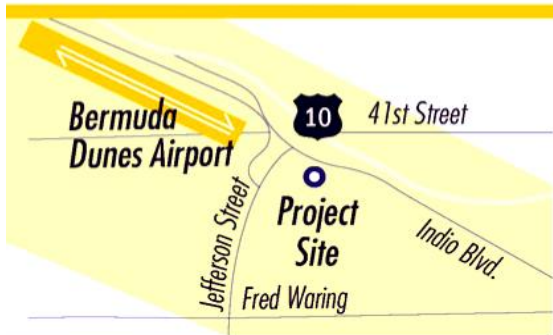 10
41st Street
Bermuda
Dunes Airport
Project
Site
Jefferson Street
Indio Blvd.
Fred Waring